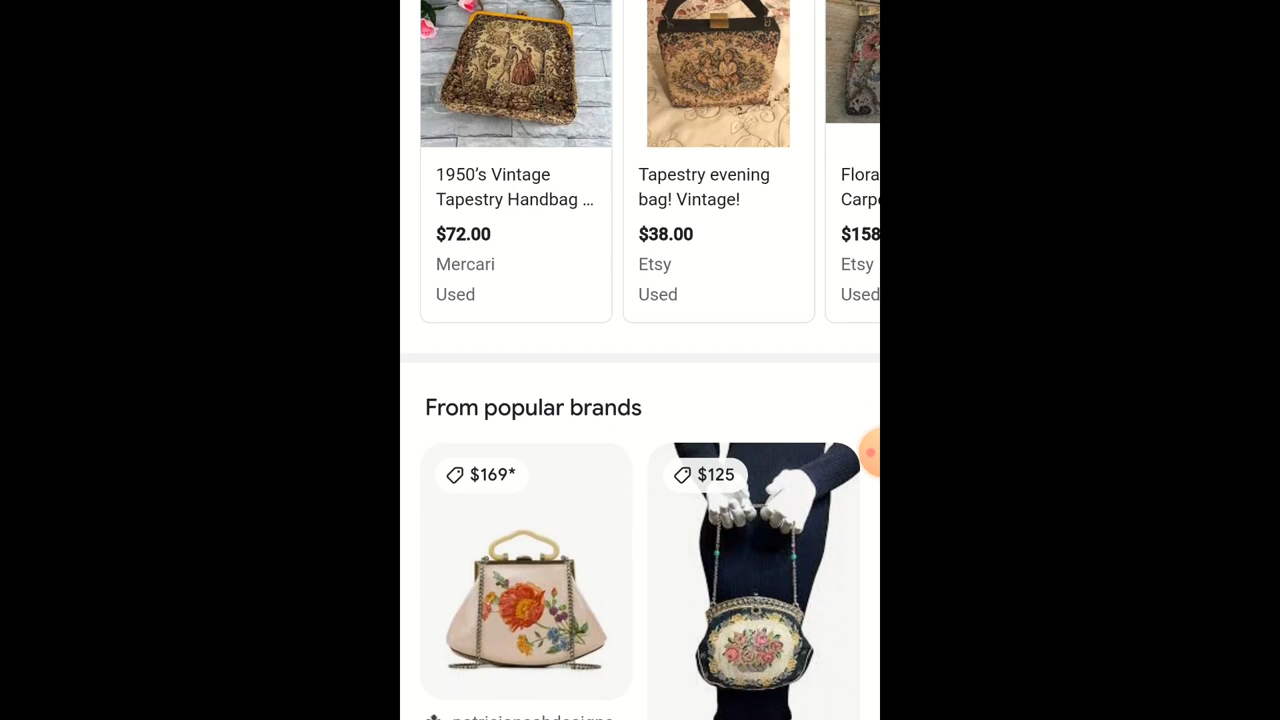 1950's Vintage
Tapestry Handbag ...
$72.00
Mercari
Used
Tapestry evening
bag! Vintage!
$38.00
Etsy
Used
Flora
Carpe
$158
Etsy
Used
From popular brands
$169*
$125